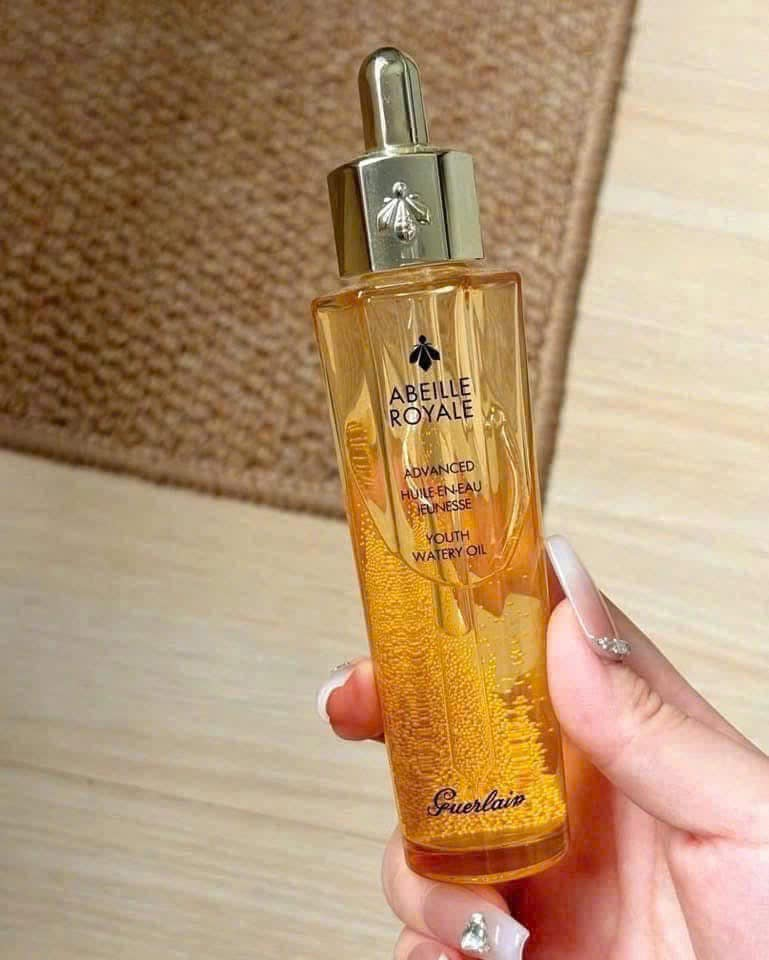 ABEILLE
ROYALE
ADVANCED
HUILE-EN-EAU
JEUNESSE
YOUTH
WATERY OIL
Guerlain